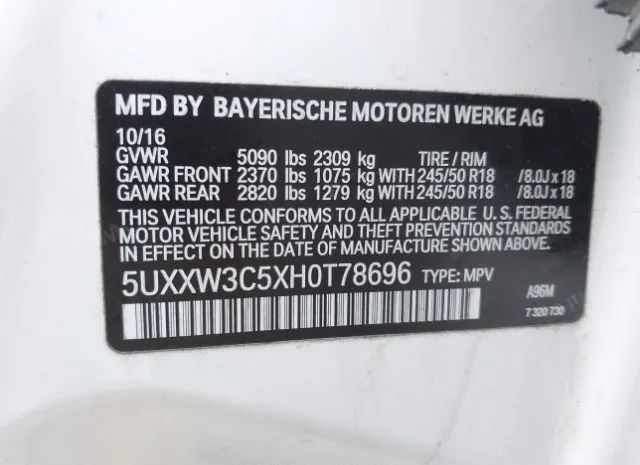 MFD BY BAYERISCHE MOTOREN WERKE AG
10/16
GVWR 5090 lbs 2309 kg TIRE / RIM
GAWR FRONT 2370 lbs 1075 kg WITH 245/50 R18 /8.0J x 18
GAWR REAR 2820 lbs 1279 kg WITH 245/50 R18 /8.0J x 18
THIS VEHICLE CONFORMS TO ALL APPLICABLE U. S. FEDERAL
MOTOR VEHICLE SAFETY AND THEFT PREVENTION STANDARDS
IN EFFECT ON THE DATE OF MANUFACTURE SHOWN ABOVE.
5UXXW3C5XH0T78696 TYPE: MPV
A96M
7 320 730